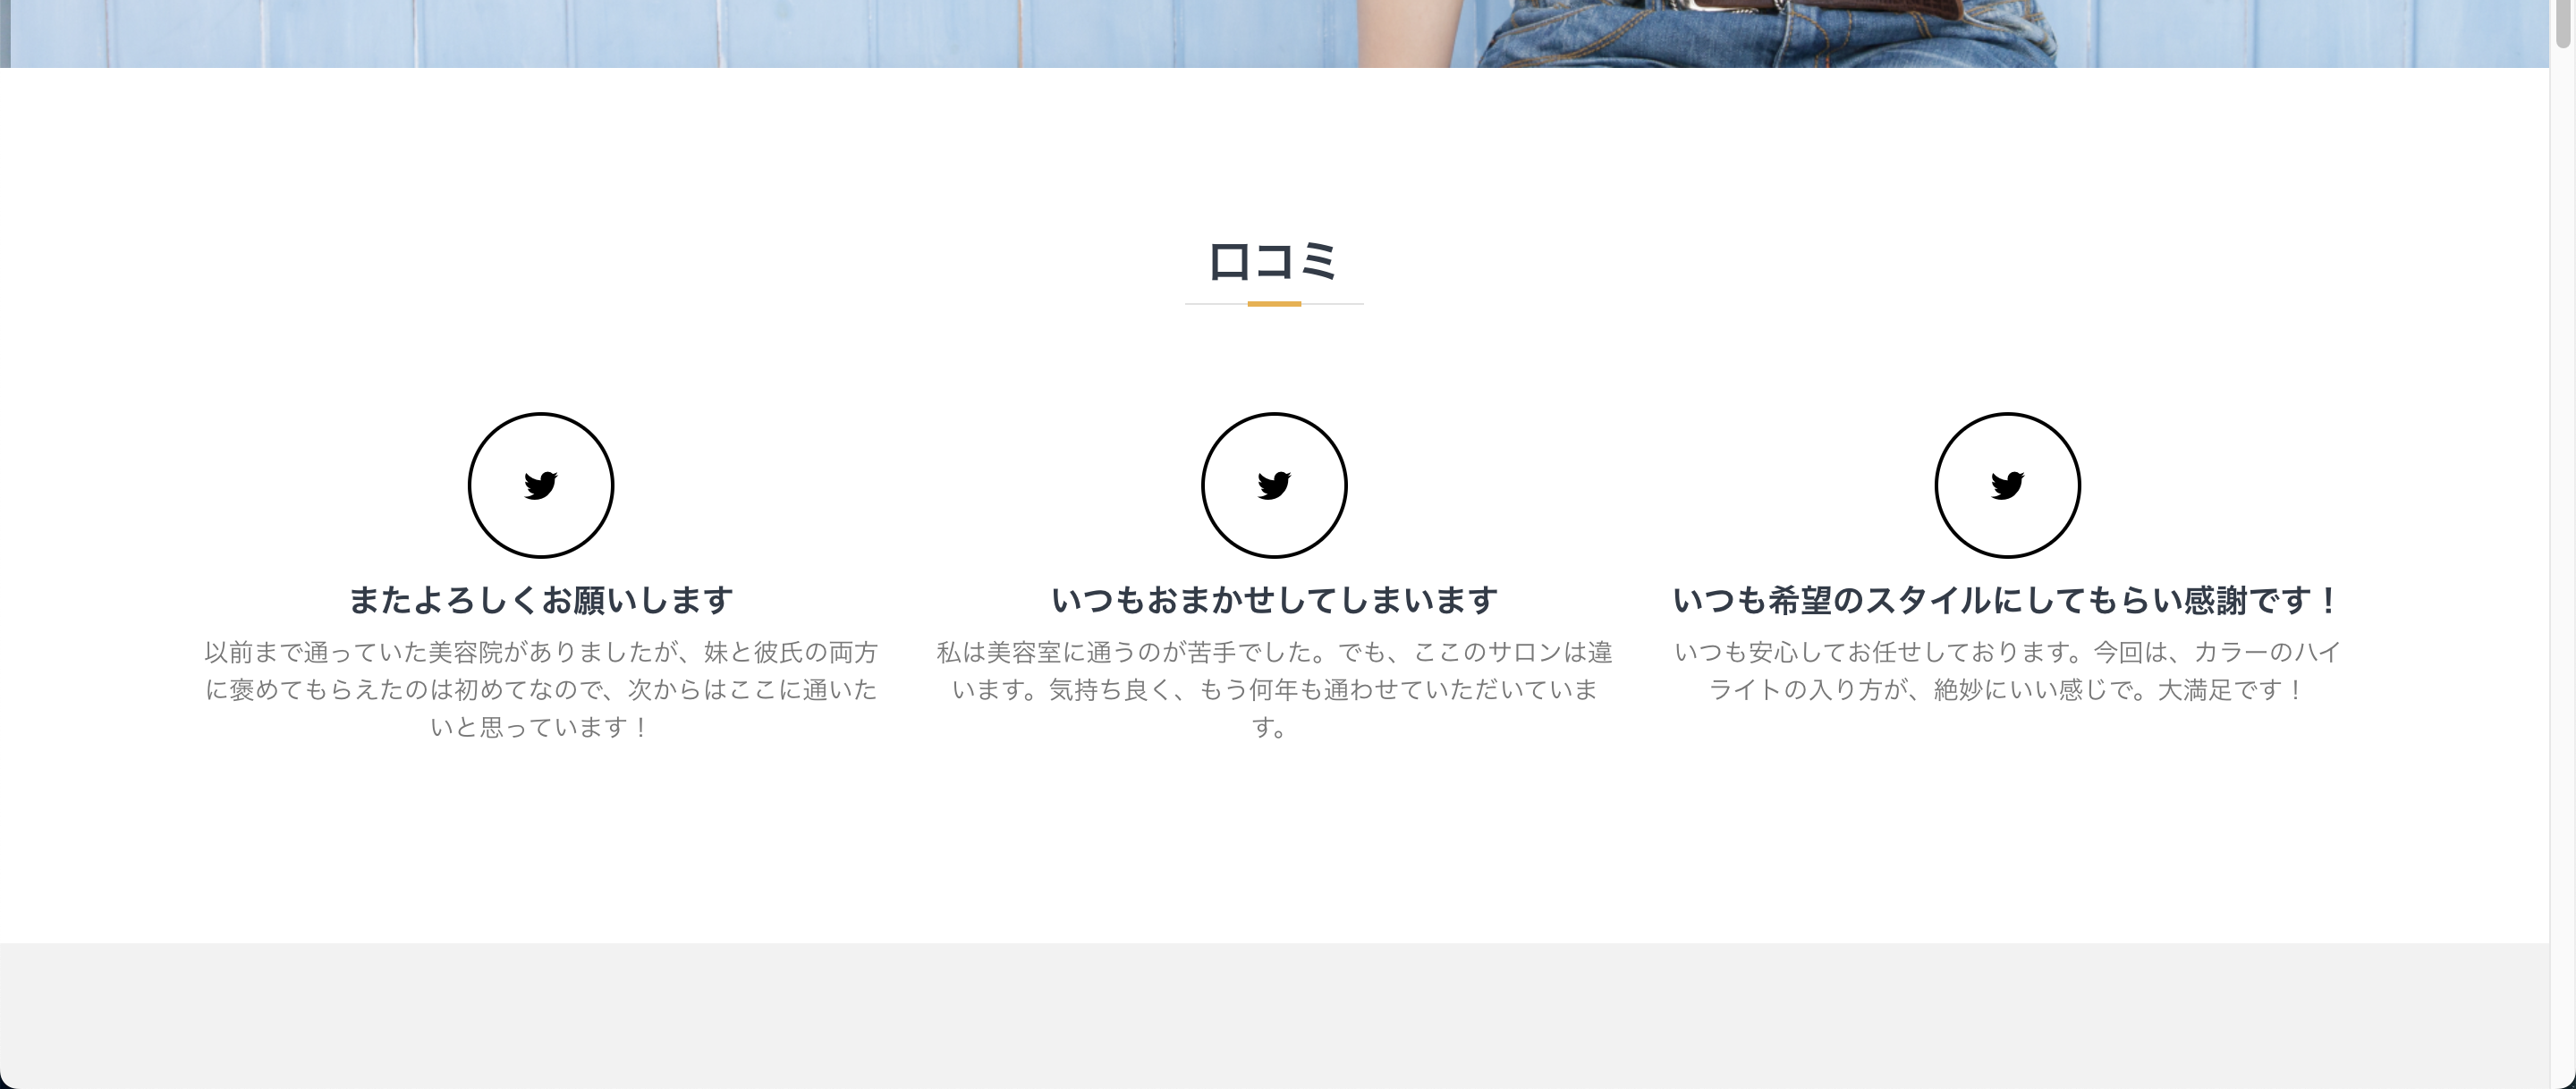 口コミ
またよろしくお願いします
以前まで通っていた美容院がありましたが、妹と彼氏の両方
に褒めてもらえたのは初めてなので、次からはここに通いた
いと思っています！
いつもおまかせしてしまいます
私は美容室に通うのが苦手でした。でも、ここのサロンは違
います。気持ち良く、もう何年も通わせていただいていま
す。
いつも希望のスタイルにしてもらい感謝です！
いつも安心してお任せしております。今回は、カラーのハイ
ライトの入り方が、絶妙にいい感じで。大満足です！